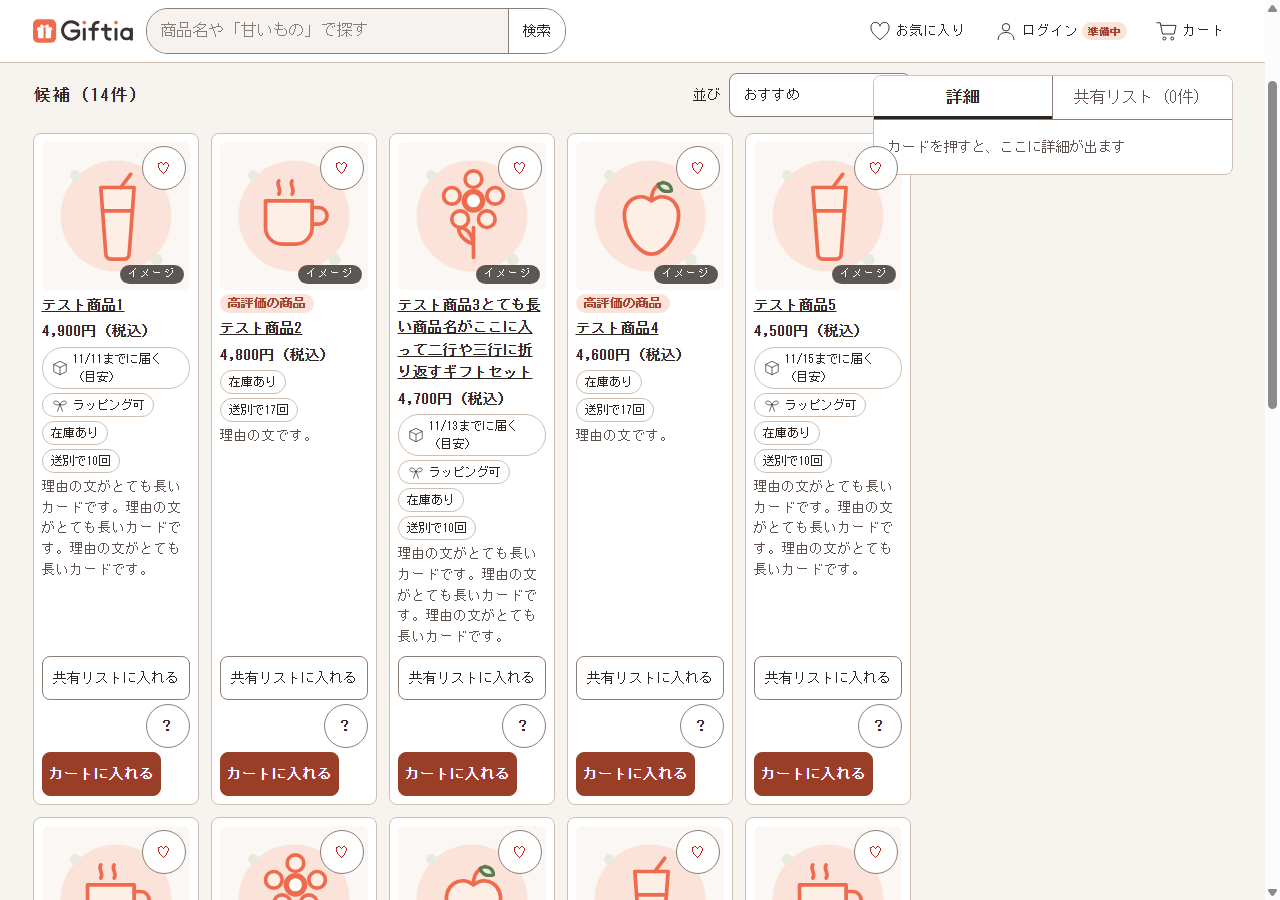 Giftia
商品名や「甘いもの」で探す
検索
お気に入り
ログイン 準備中
カート
候補（14件）
並び
おすすめ
詳細
共有リスト（0件）
カードを押すと、ここに詳細が出ます
♡
イメージ
テスト商品1
4,900円（税込）
11/11までに届く
（目安）
ラッピング可
在庫あり
送別で10回
理由の文がとても長い
カードです。理由の文
がとても長いカードで
す。理由の文がとても
長いカードです。
共有リストに入れる
?
カートに入れる
♡
イメージ
高評価の商品
テスト商品2
4,800円（税込）
在庫あり
送別で17回
理由の文です。
共有リストに入れる
?
カートに入れる
♡
イメージ
テスト商品3とても長
い商品名がここに入
って二行や三行に折
り返すギフトセット
4,700円（税込）
11/13までに届く
（目安）
ラッピング可
在庫あり
送別で10回
理由の文がとても長い
カードです。理由の文
がとても長いカードで
す。理由の文がとても
長いカードです。
共有リストに入れる
?
カートに入れる
♡
イメージ
高評価の商品
テスト商品4
4,600円（税込）
在庫あり
送別で17回
理由の文です。
共有リストに入れる
?
カートに入れる
♡
イメージ
テスト商品5
4,500円（税込）
11/15までに届く
（目安）
ラッピング可
在庫あり
送別で10回
理由の文がとても長い
カードです。理由の文
がとても長いカードで
す。理由の文がとても
長いカードです。
共有リストに入れる
?
カートに入れる
♡
♡
♡
♡
♡